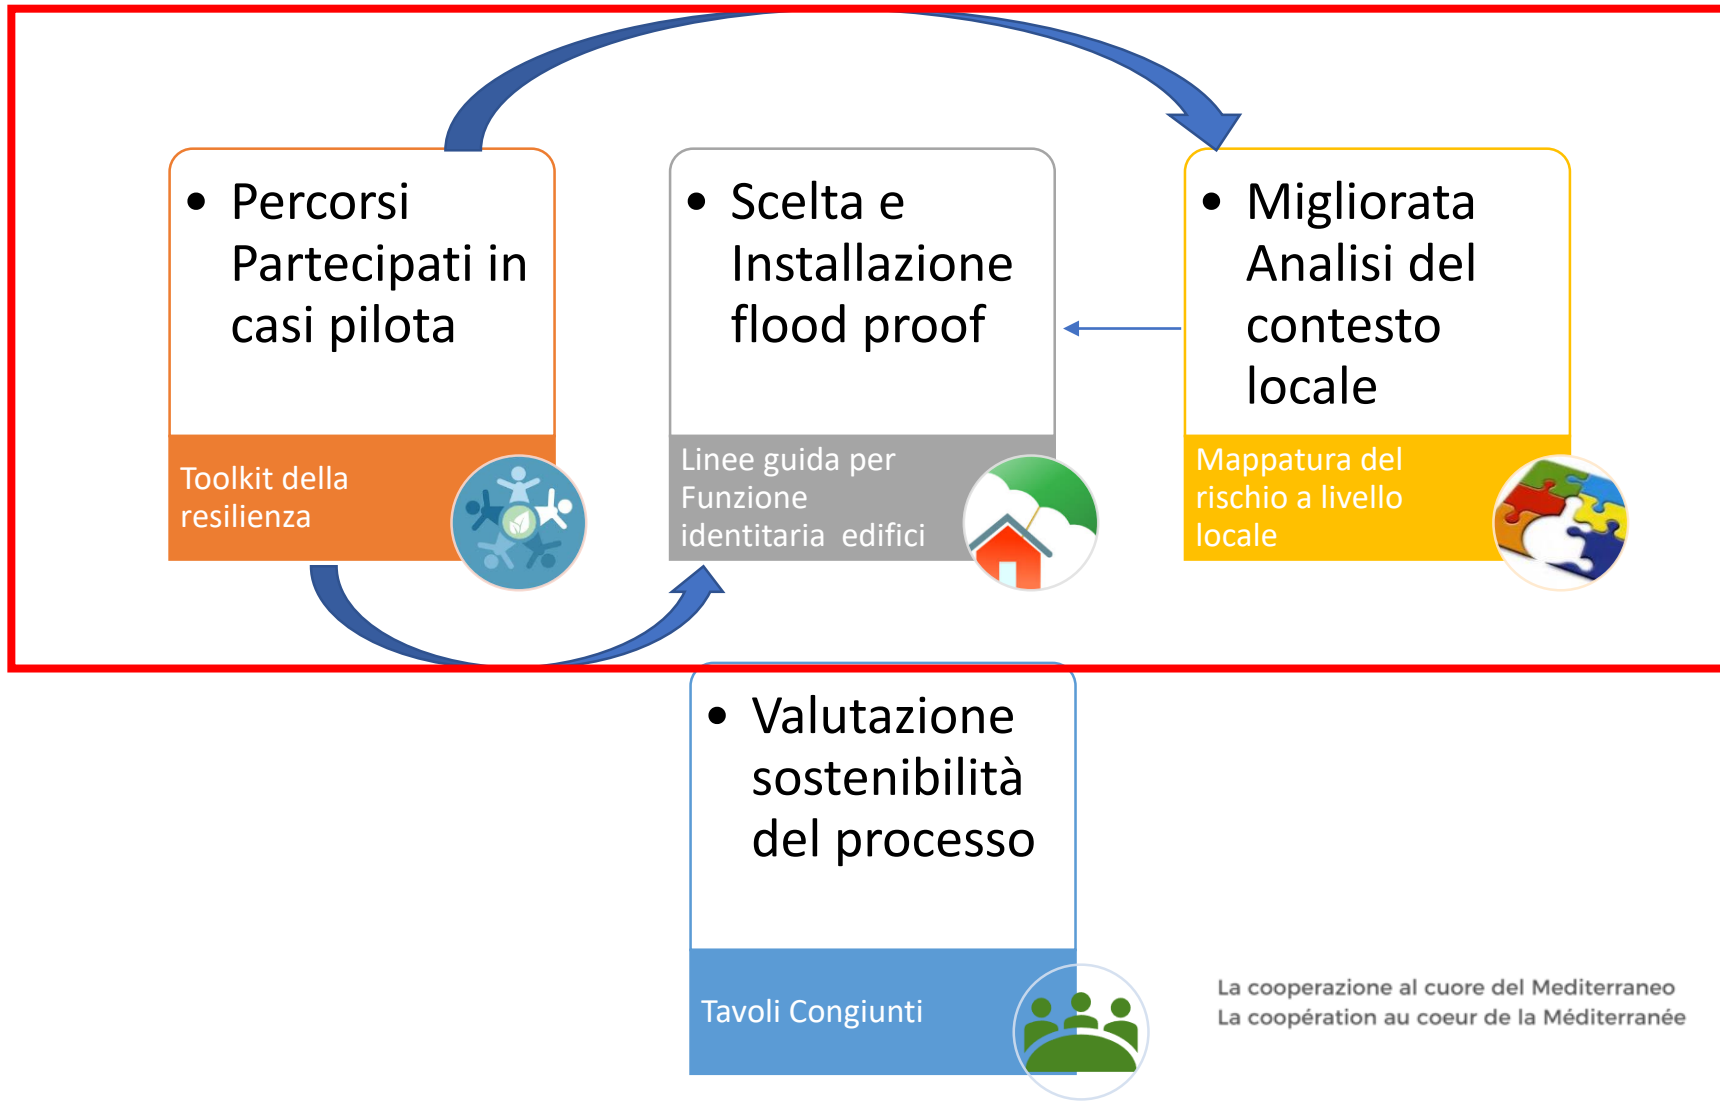 • Percorsi
Partecipati in
casi pilota
Toolkit della
resilienza
• Scelta e
Installazione
flood proof
Linee guida per
Funzione
identitaria  edifici
• Migliorata
Analisi del
contesto
locale
Mappatura del
rischio a livello
locale
• Valutazione
sostenibilità
del processo
Tavoli Congiunti
La cooperazione al cuore del Mediterraneo
La coopération au coeur de la Méditerranée